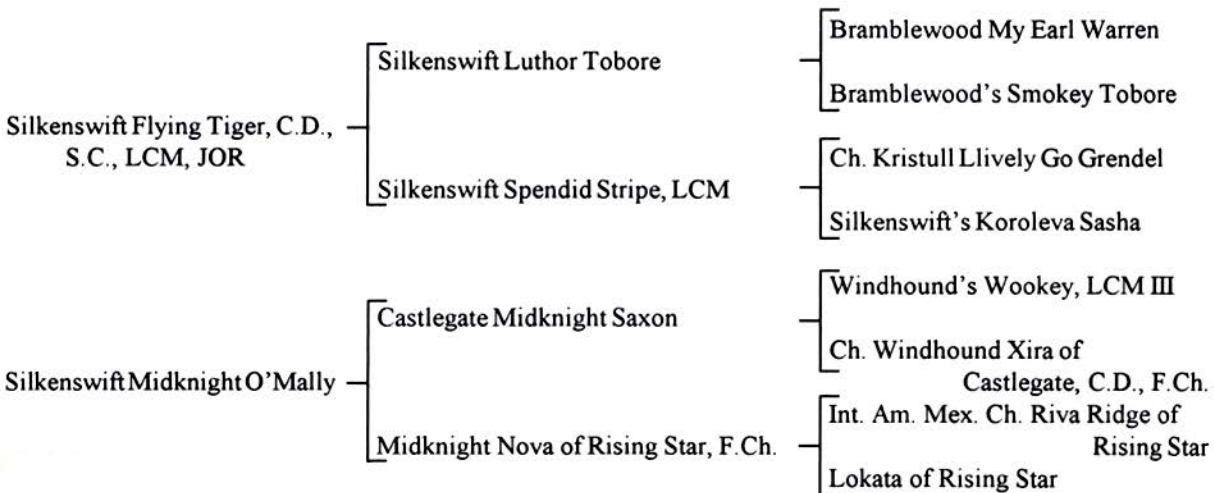 Bramblewood My Earl Warren
Silkenswift Luthor Tobore
Bramblewood's Smokey Tobore
Silkenswift Flying Tiger, C.D.,
S.C., LCM, JOR
Ch. Kristull Llively Go Grendel
Silkenswift Spendid Stripe, LCM
Silkenswift's Koroleva Sasha
Windhound's Wookey, LCM III
Castlegate Midknight Saxon
Ch. Windhound Xira of
Castlegate, C.D., F.Ch.
Silkenswift Midknight O'Mally
Int. Am. Mex. Ch. Riva Ridge of
Rising Star
Midknight Nova of Rising Star, F.Ch.
Lokata of Rising Star